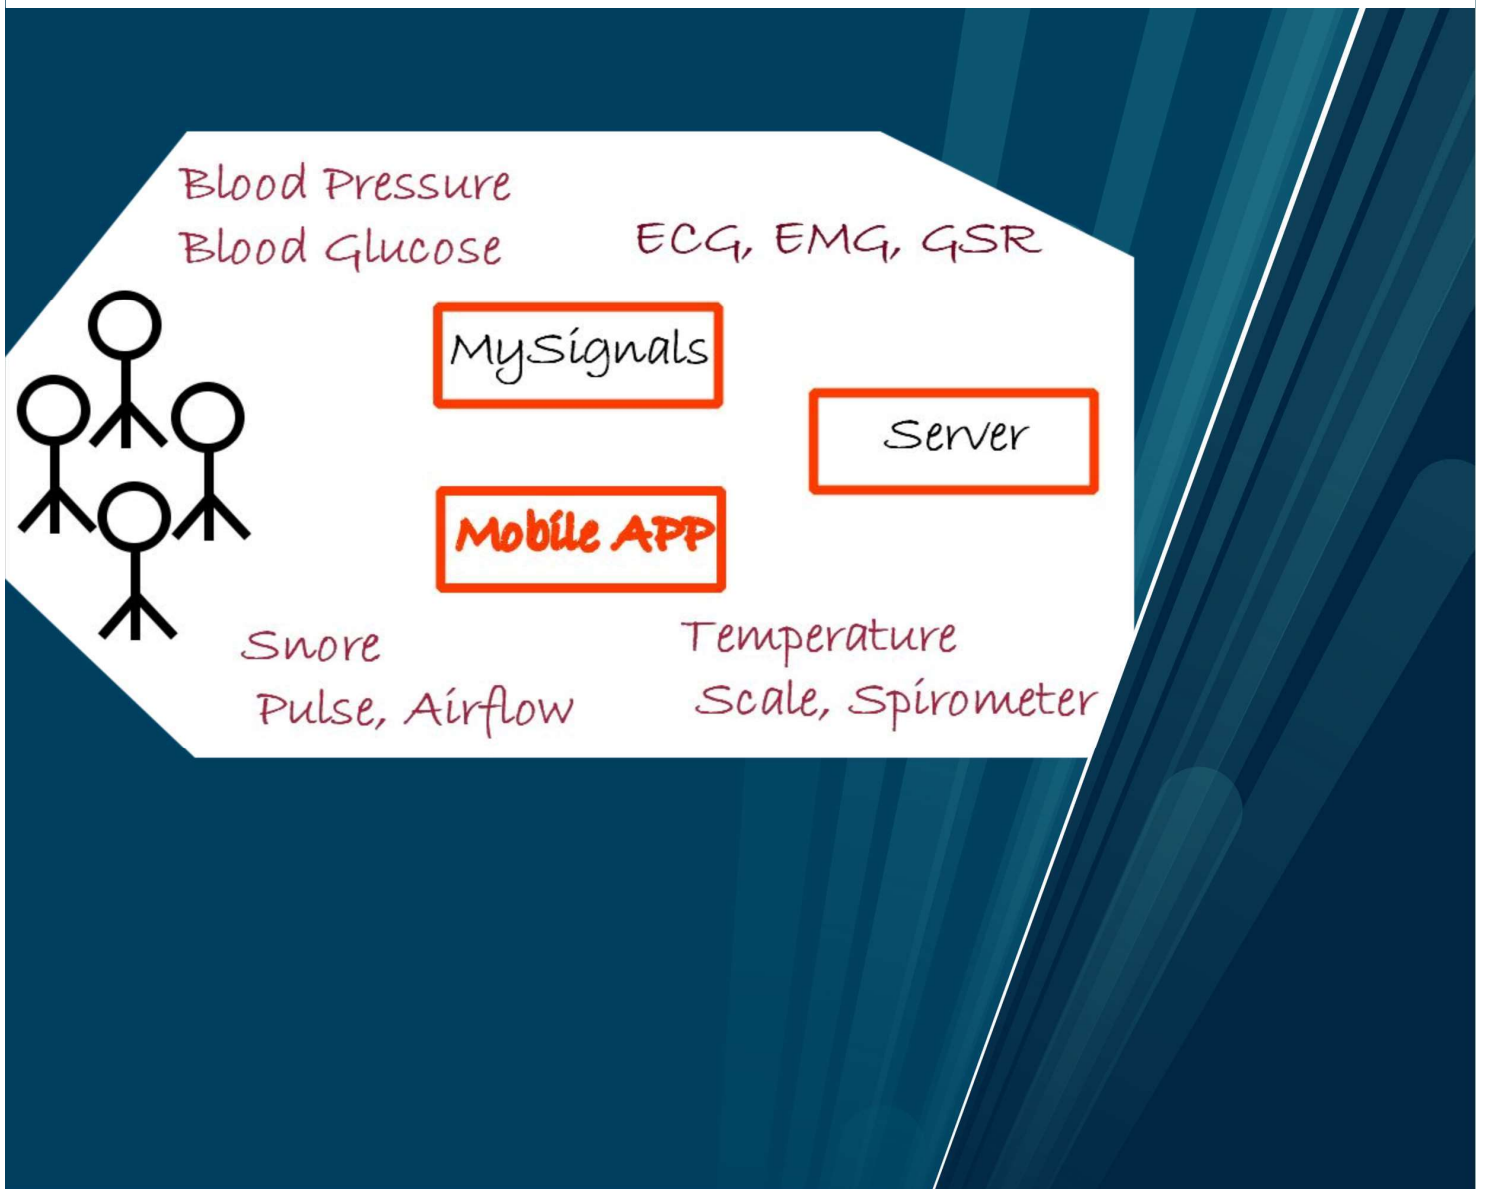 Blood Pressure
Blood Glucose
ECG, EMG, GSR
MySignals
Server
Mobile APP
Snore
Pulse, Airflow
Temperature
Scale, Spirometer